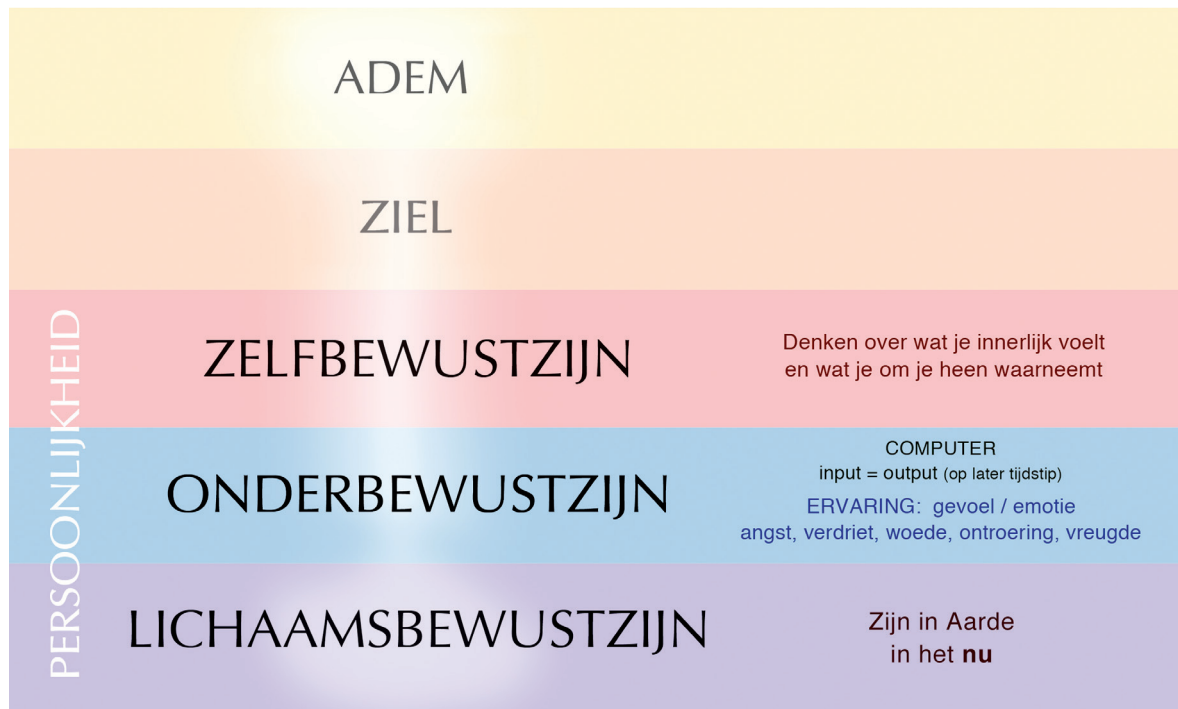 ADEM
ZIEL
PERSOONLIJKHEID
ZELFBEWUSTZIJN
Denken over wat je innerlijk voelt
en wat je om je heen waarneemt
ONDERBEWUSTZIJN
COMPUTER
input = output (op later tijdstip)
ERVARING: gevoel / emotie
angst, verdriet, woede, ontroering, vreugde
LICHAAMSBEWUSTZIJN
Zijn in Aarde
in het nu